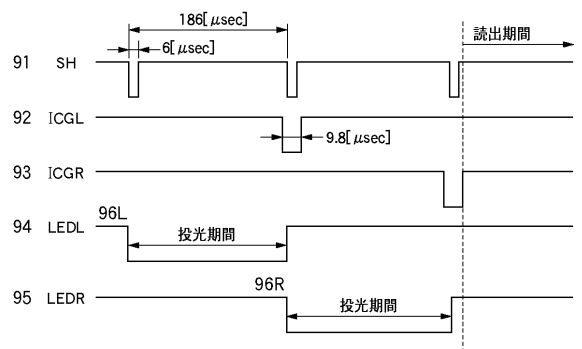 186[μsec]
読出期間
6[μsec]
91 SH
92 ICGL
9.8[μsec]
93 ICGR
96L
94 LEDL
投光期間
96R
95 LEDR
投光期間